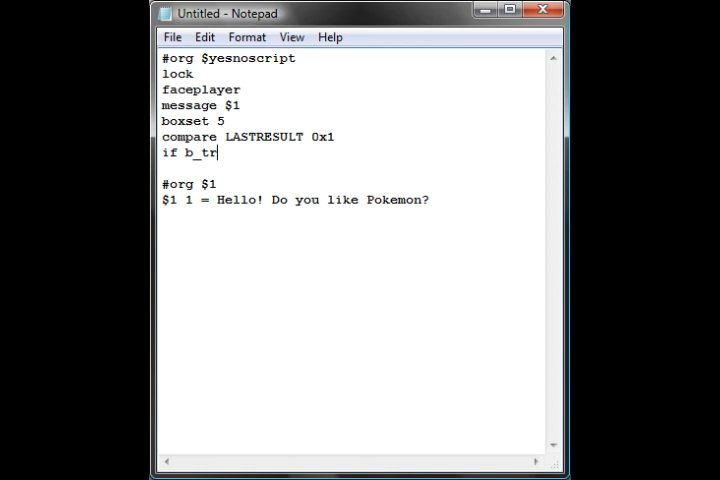 Untitled - Notepad
File Edit Format View Help
#org $yesnoscript
lock
faceplayer
message $1
boxset 5
compare LASTRESULT 0x1
if b_tr
#org $1
$1 1 = Hello! Do you like Pokemon?